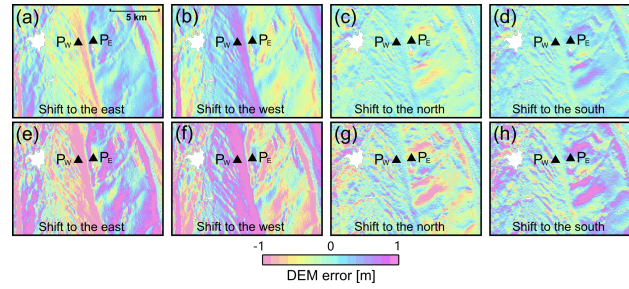 (a) 5 km
P_W P_E
Shift to the east
(b)
P_W P_E
Shift to the west
(c)
P_W P_E
Shift to the north
(d)
P_W P_E
Shift to the south
(e)
P_W P_E
Shift to the east
(f)
P_W P_E
Shift to the west
(g)
P_W P_E
Shift to the north
(h)
P_W P_E
Shift to the south
-1 0 1
DEM error [m]